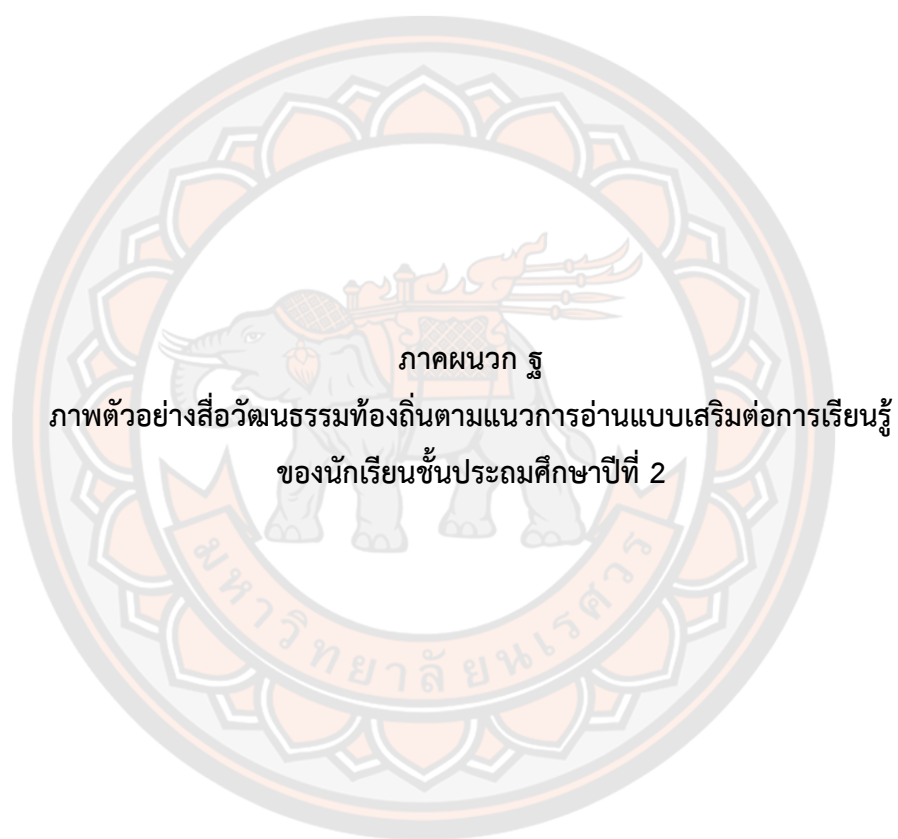 ภาคผนวก ฐ
ภาพตัวอย่างสื่อวัฒนธรรมท้องถิ่นตามแนวการอ่านแบบเสริมต่อการเรียนรู้
ของนักเรียนชั้นประถมศึกษาปีที่ 2
มหาวิทยาลัยนเรศวร